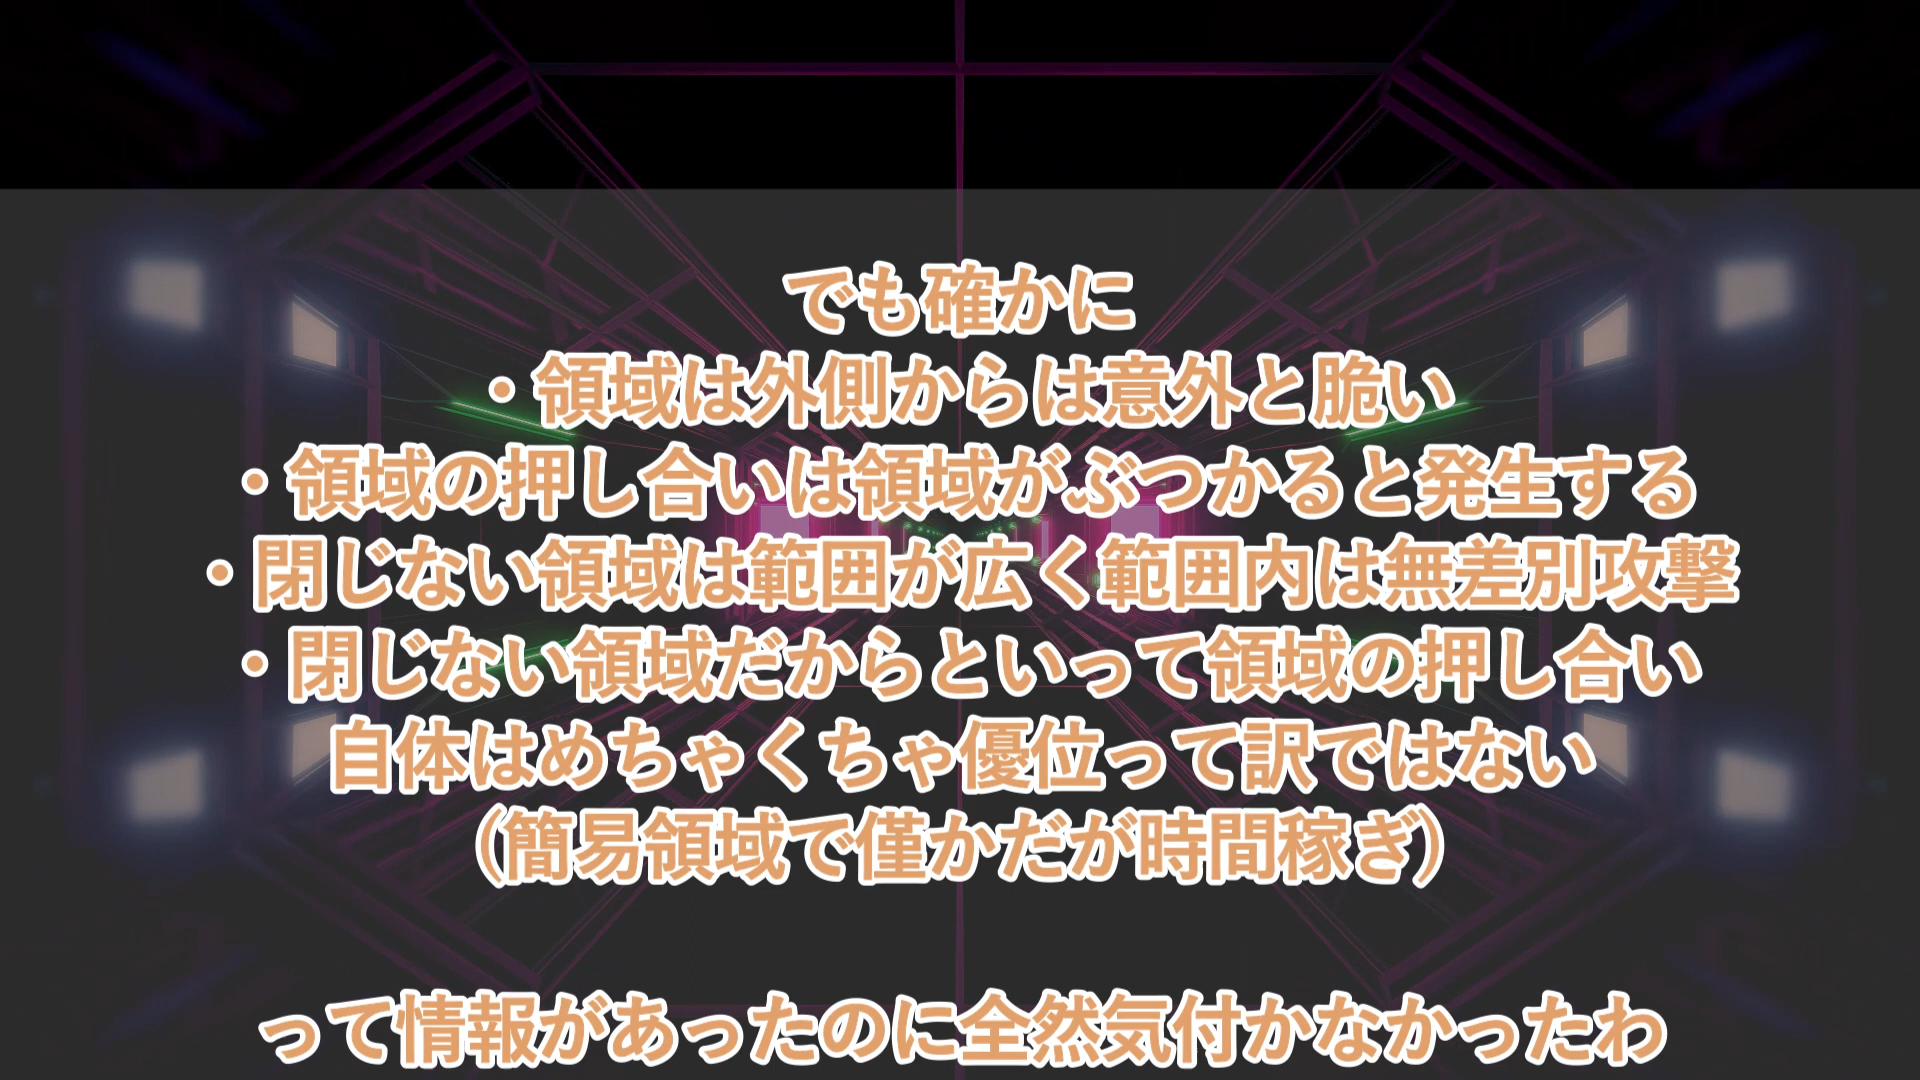 でも確かに
・領域は外側からは意外と脆い
・領域の押し合いは領域がぶつかると発生する
・閉じない領域は範囲が広く範囲内は無差別攻撃
・閉じない領域だからといって領域の押し合い
自体はめちゃくちゃ優位って訳ではない
（簡易領域で僅かだが時間稼ぎ）
って情報があったのに全然気付かなかったわ